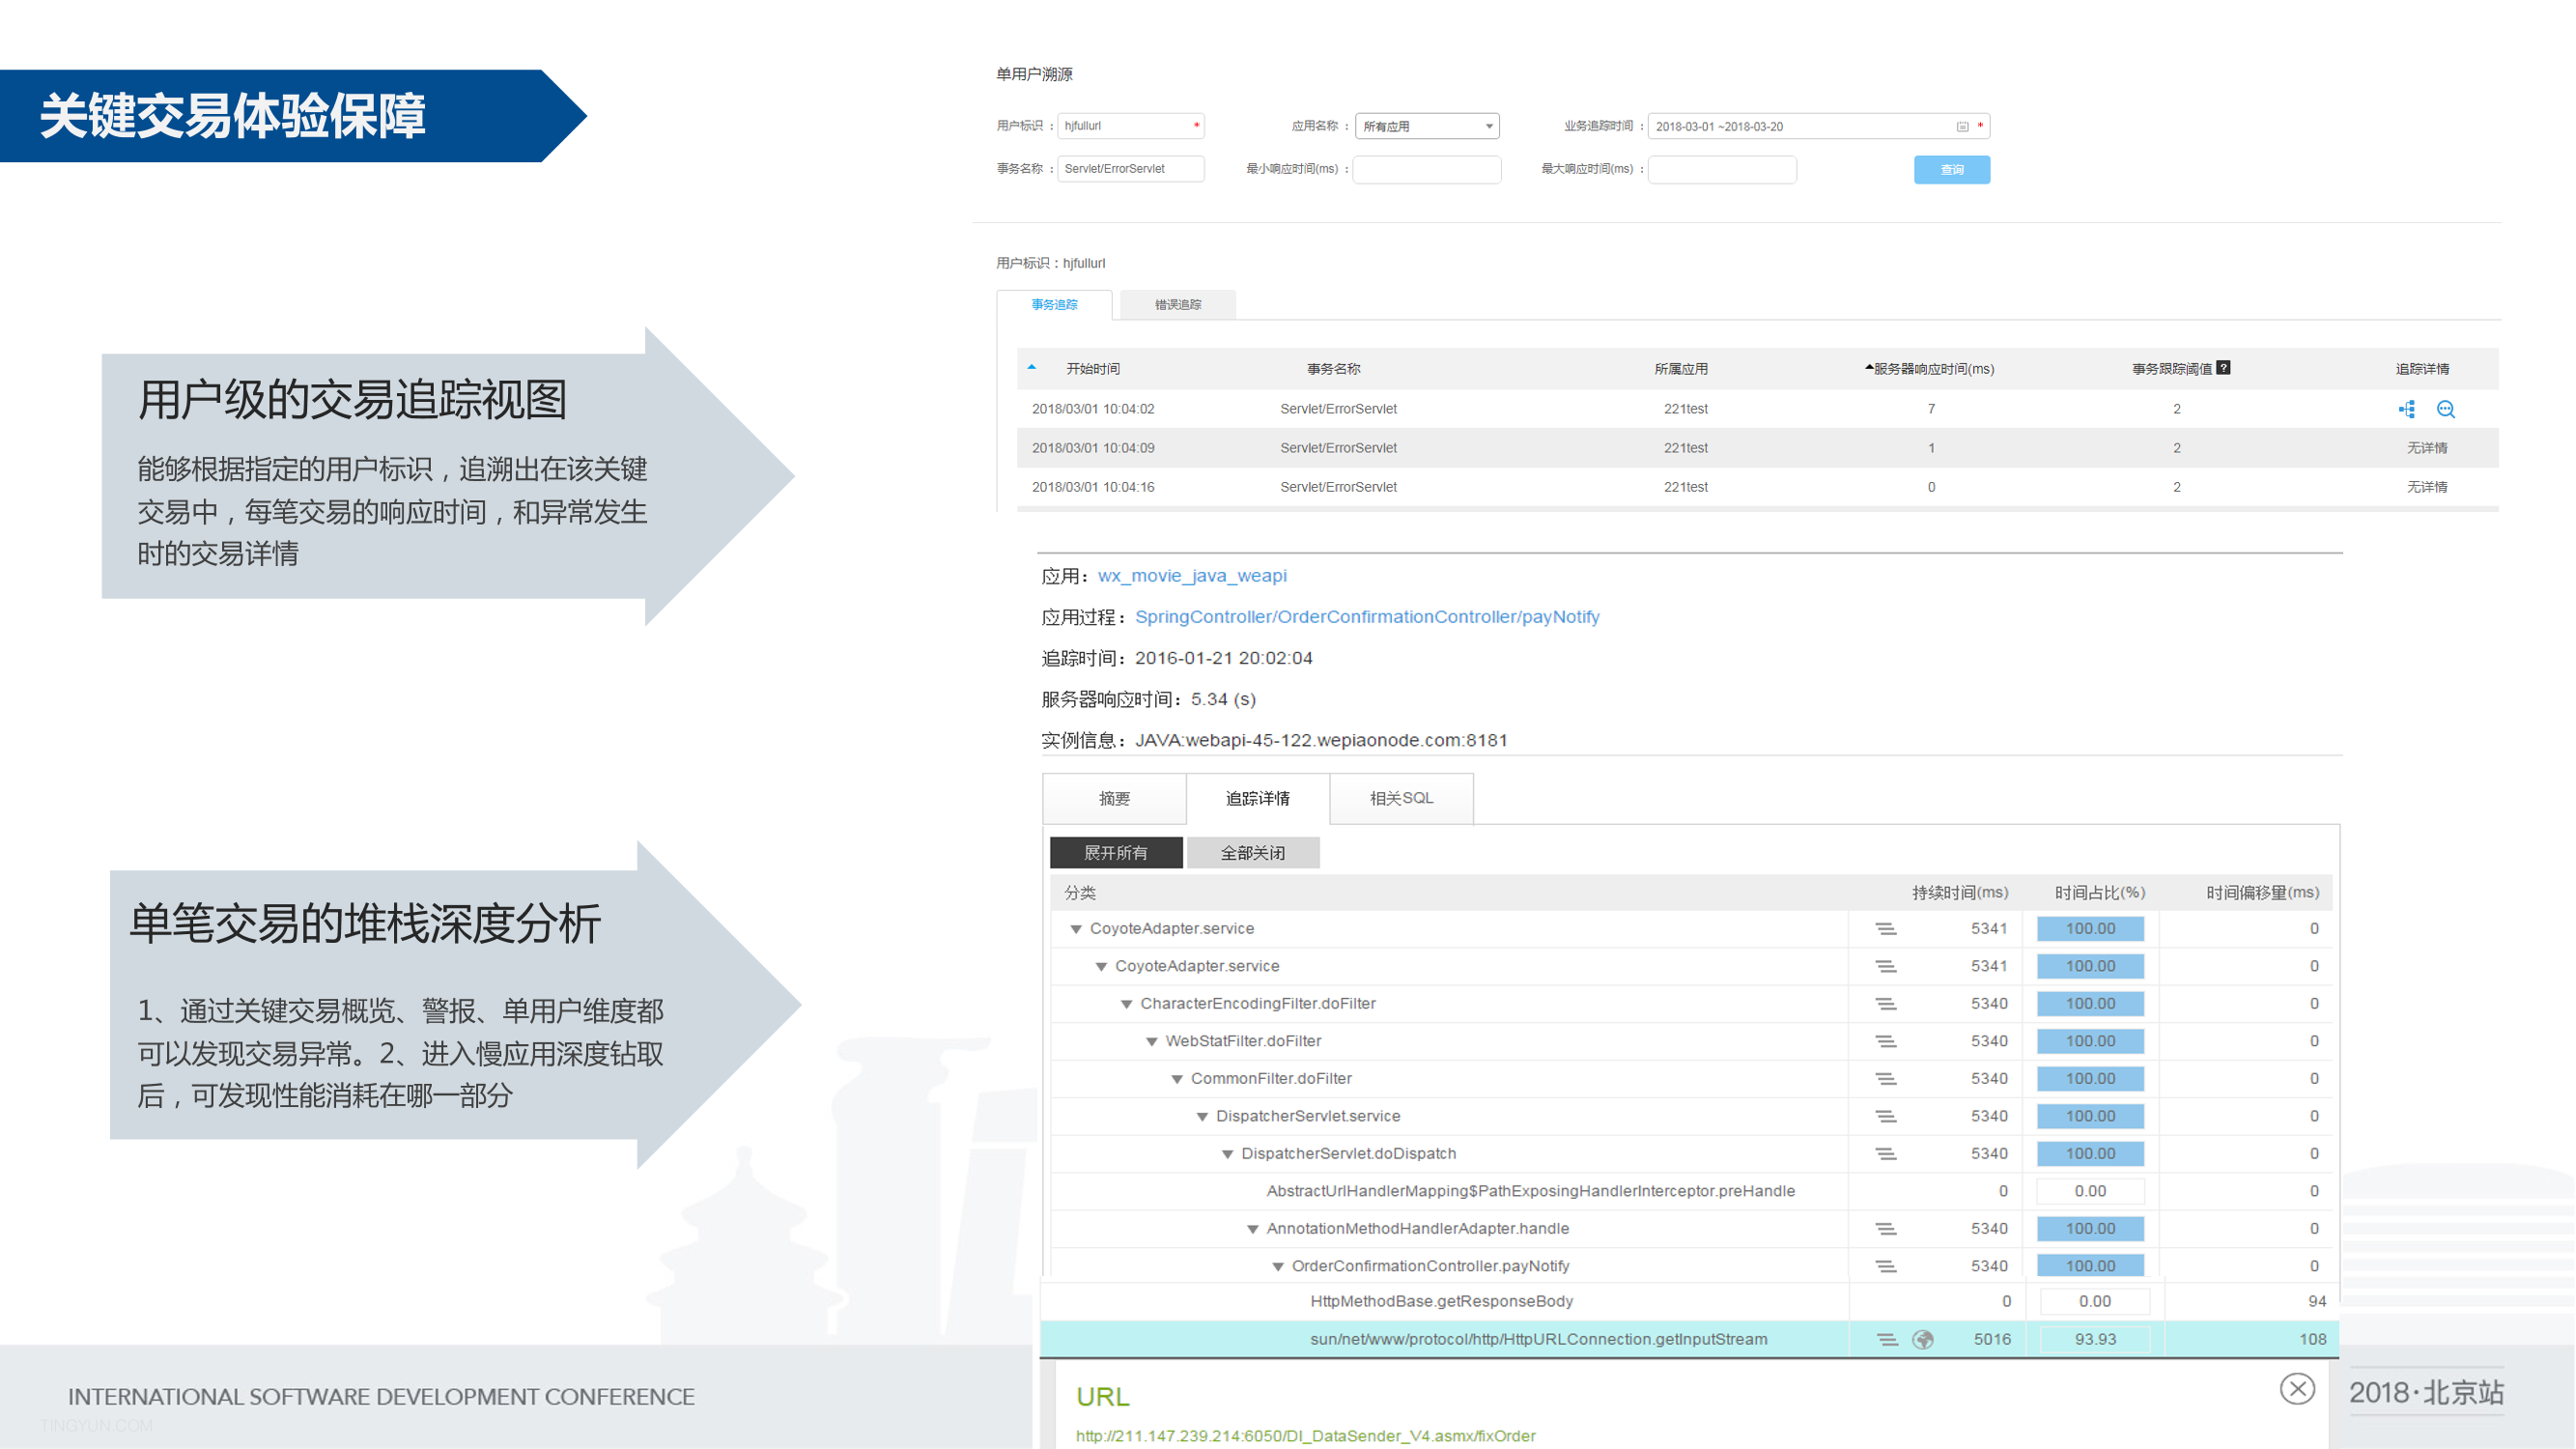 关键交易体验保障
用户级的交易追踪视图
能够根据指定的用户标识，追溯出在该关键
交易中，每笔交易的响应时间，和异常发生
时的交易详情
单笔交易的堆栈深度分析
1、通过关键交易概览、警报、单用户维度都
可以发现交易异常。2、进入慢应用深度钻取
后，可发现性能消耗在哪一部分
单用户溯源
用户标识： hjfullurl * 应用名称： 所有应用 业务追踪时间： 2018-03-01 ~2018-03-20 *
事务名称： Servlet/ErrorServlet 最小响应时间(ms)： 最大响应时间(ms)： 查询
用户标识：hjfullurl
事务追踪 错误追踪
开始时间 事务名称 所属应用 服务器响应时间(ms) 事务跟踪阈值 ? 追踪详情
2018/03/01 10:04:02 Servlet/ErrorServlet 221test 7 2
2018/03/01 10:04:09 Servlet/ErrorServlet 221test 1 2 无详情
2018/03/01 10:04:16 Servlet/ErrorServlet 221test 0 2 无详情
应用：wx_movie_java_weapi
应用过程：SpringController/OrderConfirmationController/payNotify
追踪时间：2016-01-21 20:02:04
服务器响应时间：5.34 (s)
实例信息：JAVA:webapi-45-122.wepiaonode.com:8181
摘要 追踪详情 相关SQL
展开所有 全部关闭
分类 持续时间(ms) 时间占比(%) 时间偏移量(ms)
CoyoteAdapter.service 5341 100.00 0
CoyoteAdapter.service 5341 100.00 0
CharacterEncodingFilter.doFilter 5340 100.00 0
WebStatFilter.doFilter 5340 100.00 0
CommonFilter.doFilter 5340 100.00 0
DispatcherServlet.service 5340 100.00 0
DispatcherServlet.doDispatch 5340 100.00 0
AbstractUrlHandlerMapping$PathExposingHandlerInterceptor.preHandle 0 0.00 0
AnnotationMethodHandlerAdapter.handle 5340 100.00 0
OrderConfirmationController.payNotify 5340 100.00 0
HttpMethodBase.getResponseBody 0 0.00 94
sun/net/www/protocol/http/HttpURLConnection.getInputStream 5016 93.93 108
URL
http://211.147.239.214:6050/DI_DataSender_V4.asmx/fixOrder
INTERNATIONAL SOFTWARE DEVELOPMENT CONFERENCE
TINGYUN.COM
2018·北京站